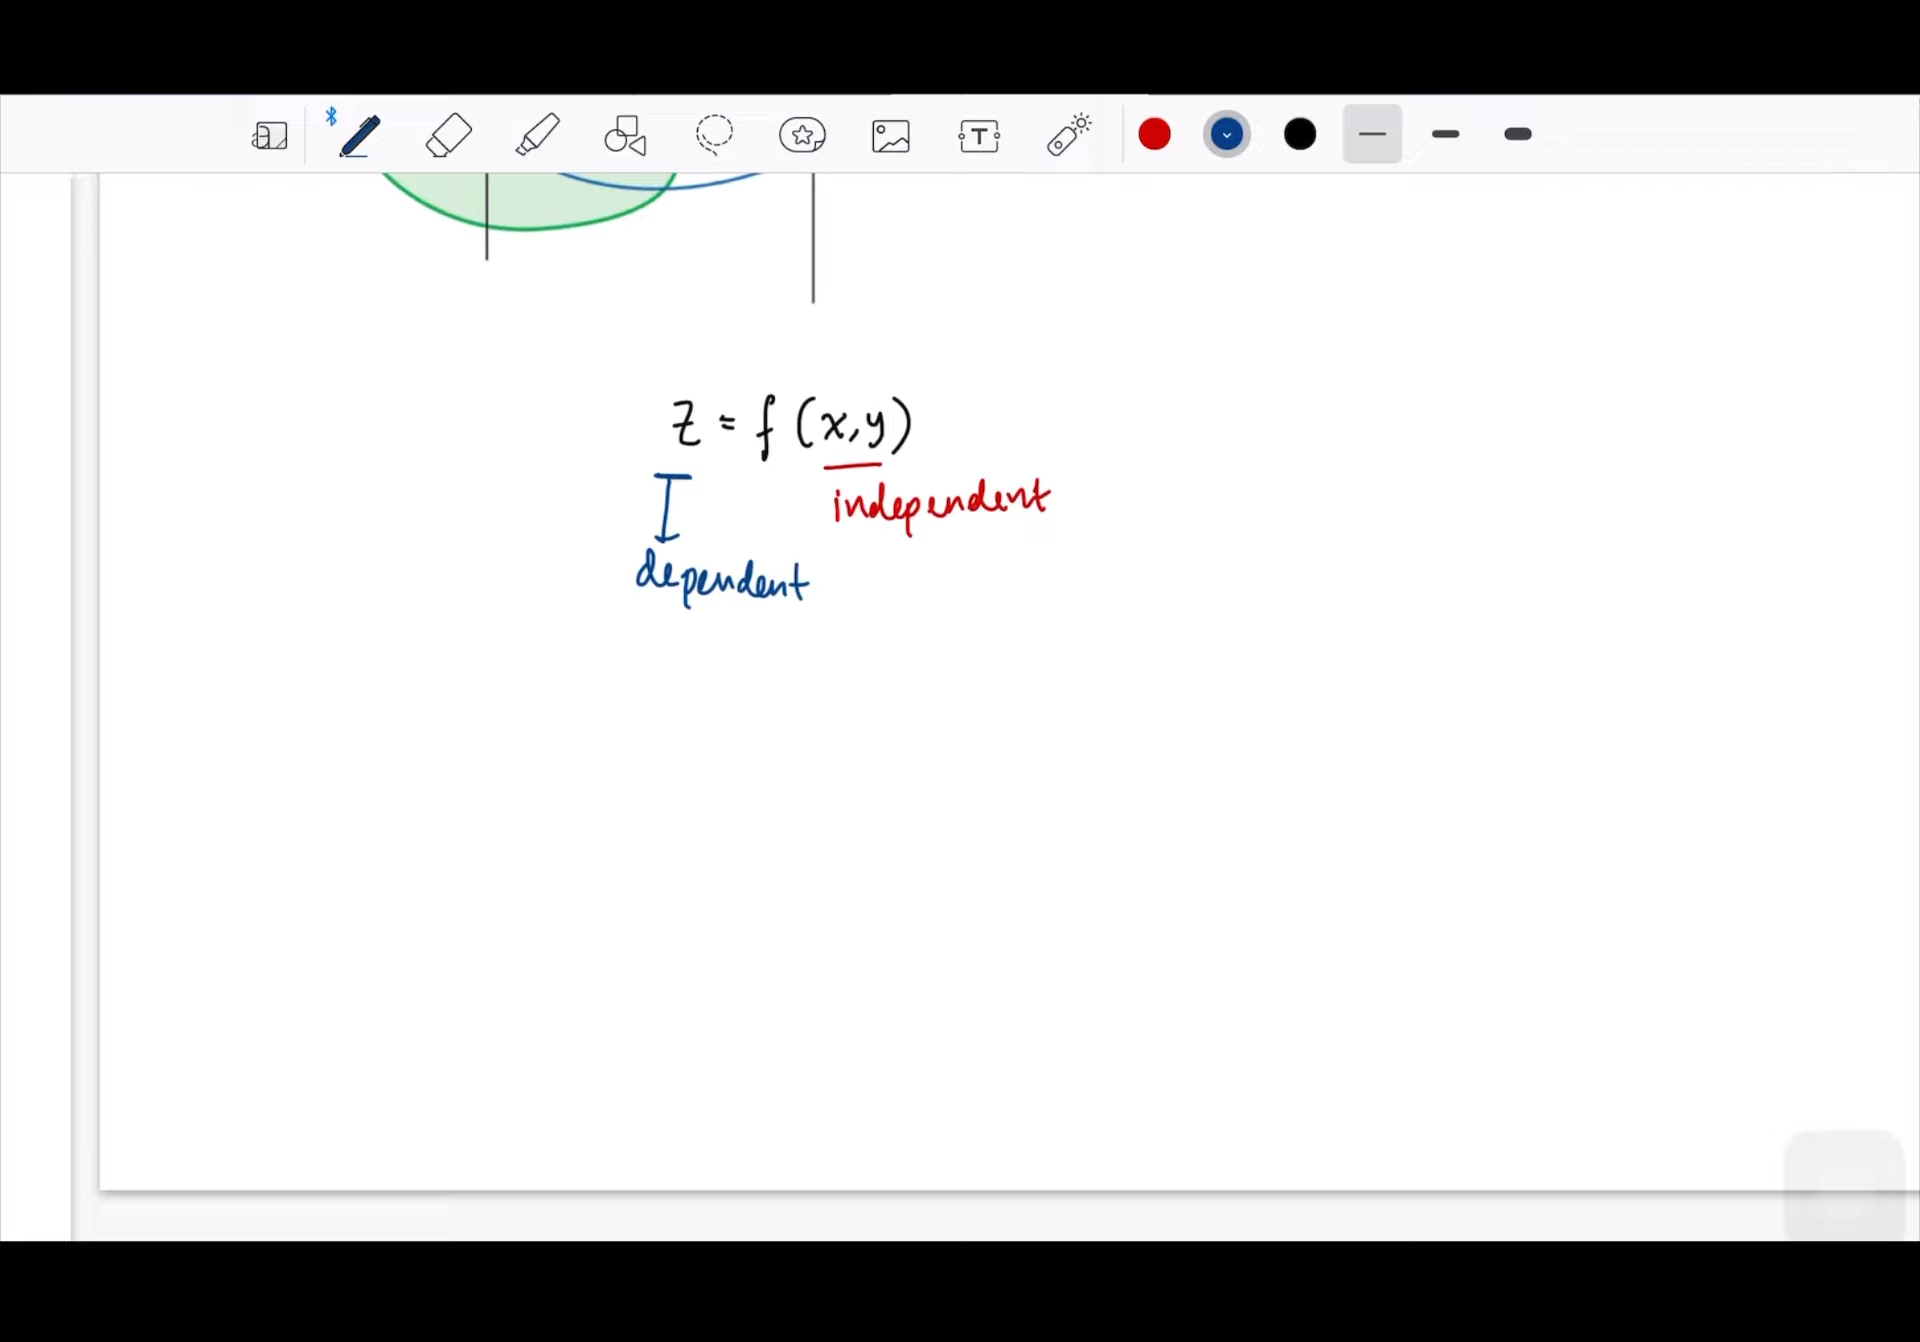 z = f (x,y)
independent
dependent